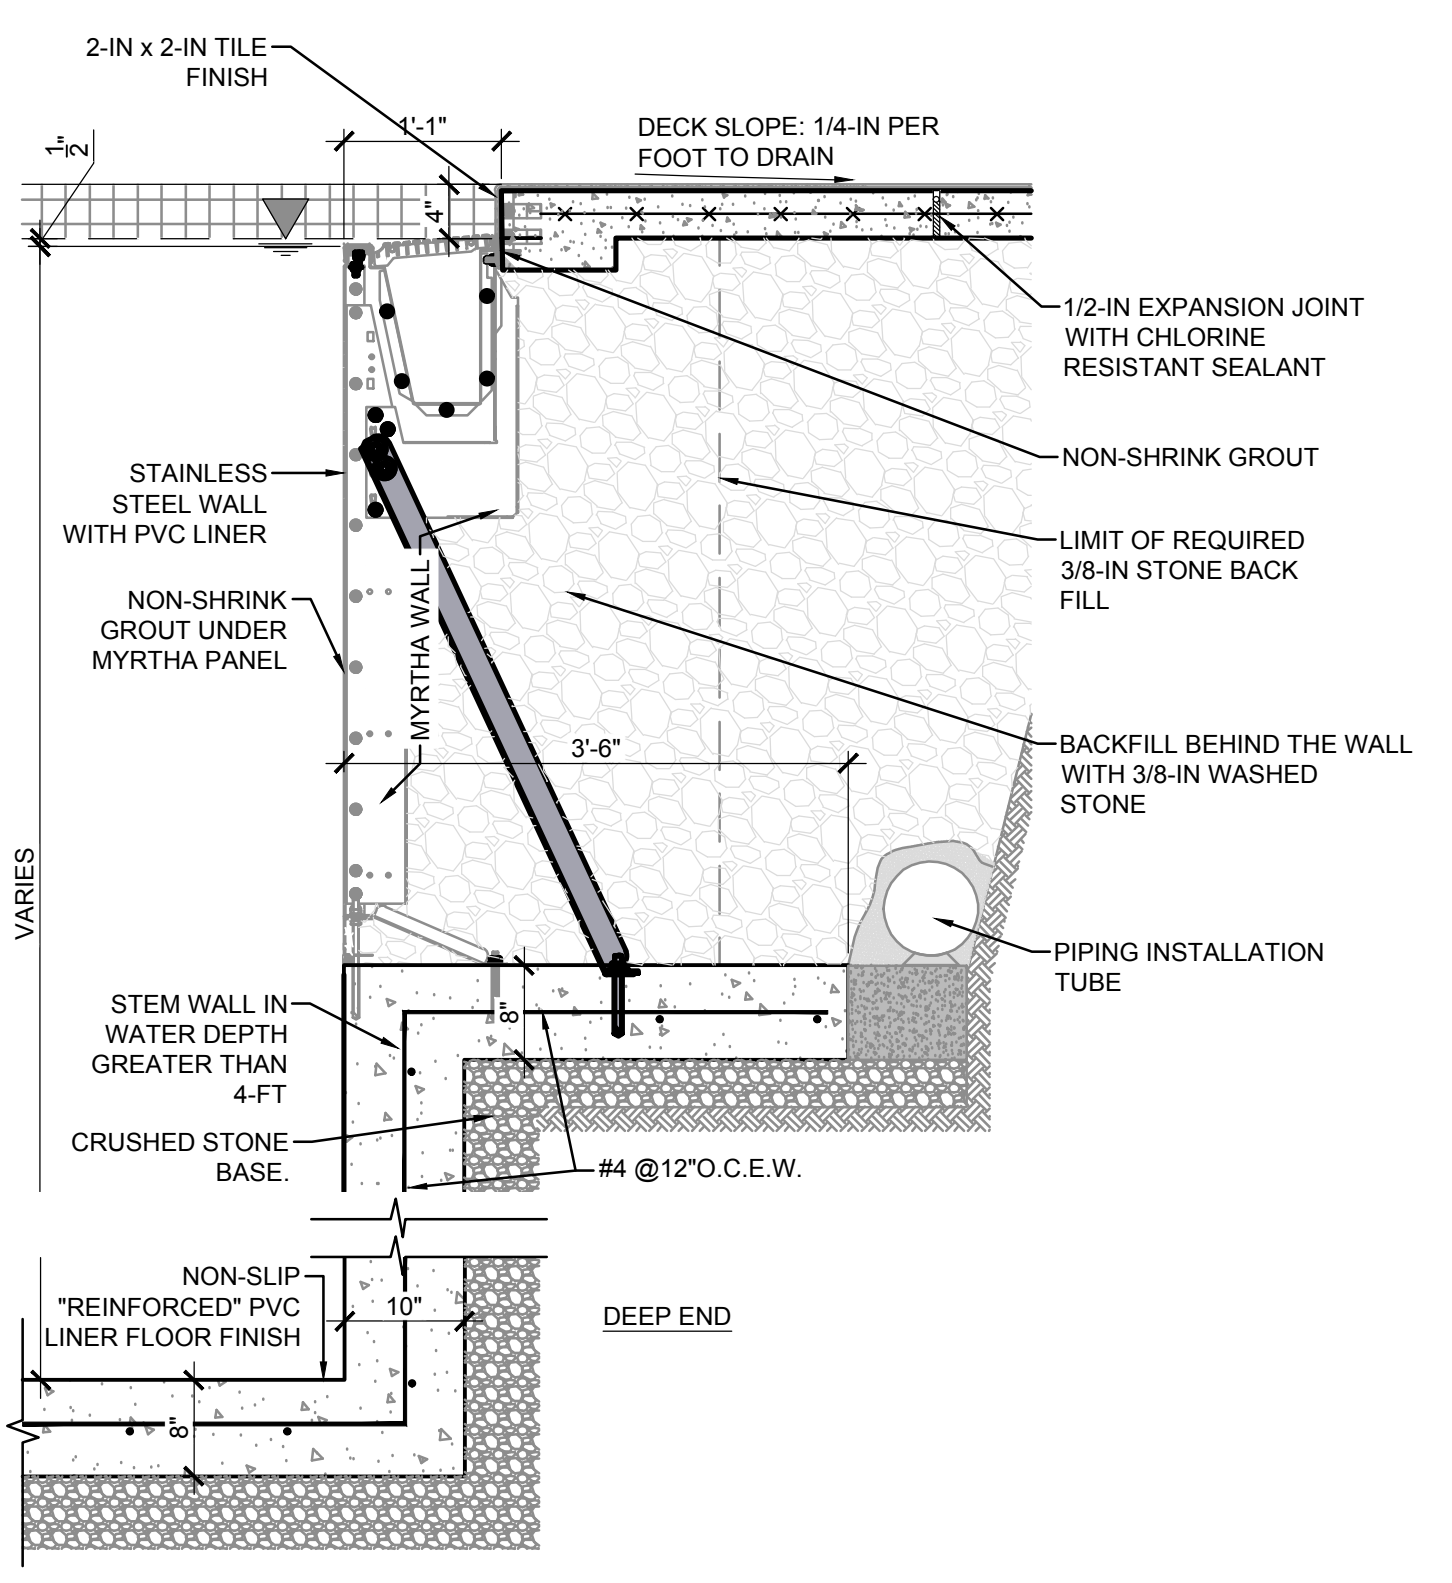 2-IN x 2-IN TILE
FINISH
1'-1"
DECK SLOPE: 1/4-IN PER
FOOT TO DRAIN
1"
2
4"
1/2-IN EXPANSION JOINT
WITH CHLORINE
RESISTANT SEALANT
NON-SHRINK GROUT
STAINLESS
STEEL WALL
WITH PVC LINER
LIMIT OF REQUIRED
3/8-IN STONE BACK
FILL
NON-SHRINK
GROUT UNDER
MYRTHA PANEL
MYRTHA WALL
3'-6"
BACKFILL BEHIND THE WALL
WITH 3/8-IN WASHED
STONE
VARIES
PIPING INSTALLATION
TUBE
STEM WALL IN
WATER DEPTH
GREATER THAN
4-FT
8"
CRUSHED STONE
BASE.
#4 @12"O.C.E.W.
NON-SLIP
"REINFORCED" PVC
LINER FLOOR FINISH
10"
DEEP END
8"